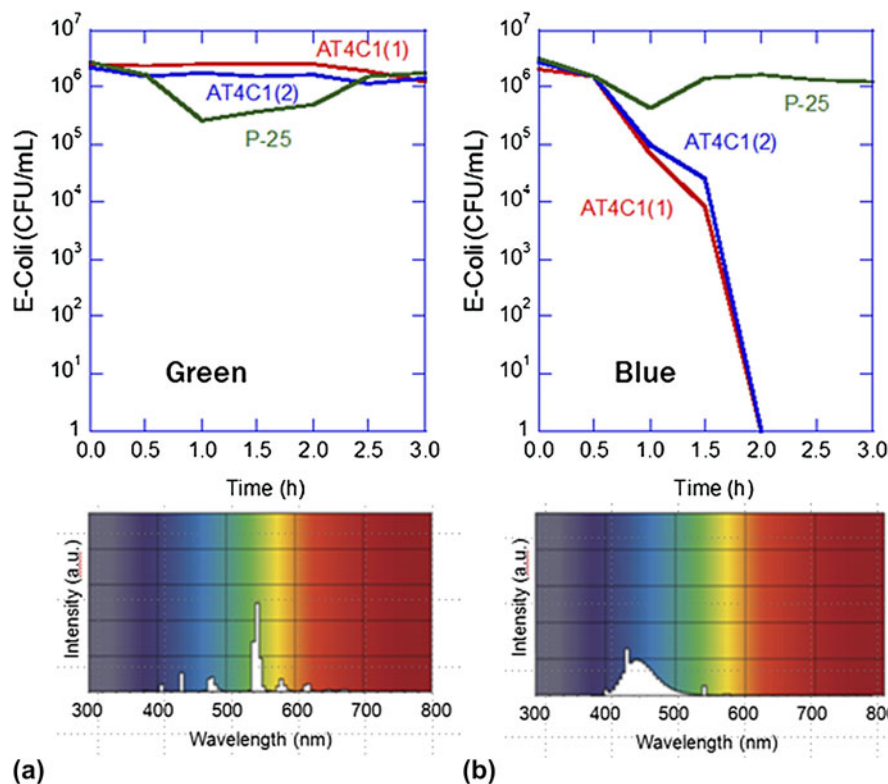 10⁷
10⁶
10⁵
10⁴
10³
10²
10¹
1
E-Coli (CFU/mL)
AT4C1(1)
AT4C1(2)
P-25
Green
0.0 0.5 1.0 1.5 2.0 2.5 3.0
Time (h)
10⁷
10⁶
10⁵
10⁴
10³
10²
10¹
1
E-Coli (CFU/mL)
P-25
AT4C1(2)
AT4C1(1)
Blue
0.0 0.5 1.0 1.5 2.0 2.5 3.0
Time (h)
Intensity (a.u.)
300 400 500 600 700 800
Wavelength (nm)
(a)
Intensity (a.u.)
300 400 500 600 700 800
Wavelength (nm)
(b)